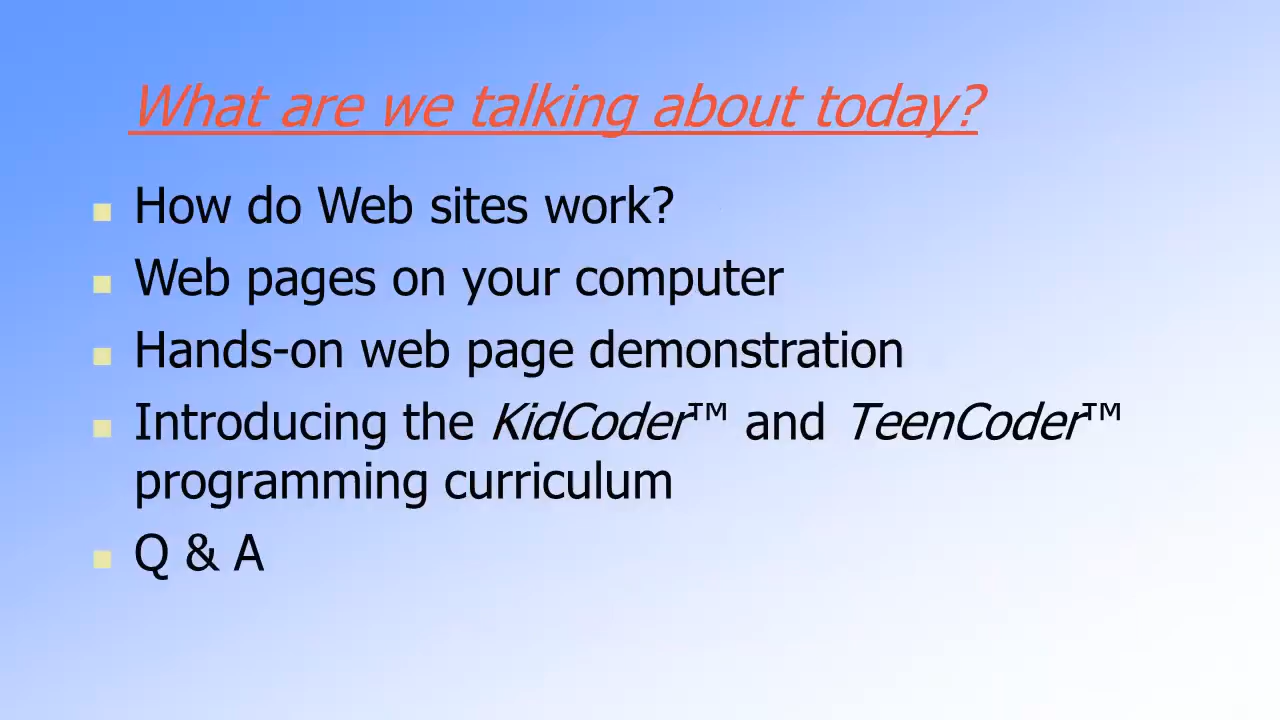 What are we talking about today?
How do Web sites work?
Web pages on your computer
Hands-on web page demonstration
Introducing the KidCoder™ and TeenCoder™
programming curriculum
Q & A